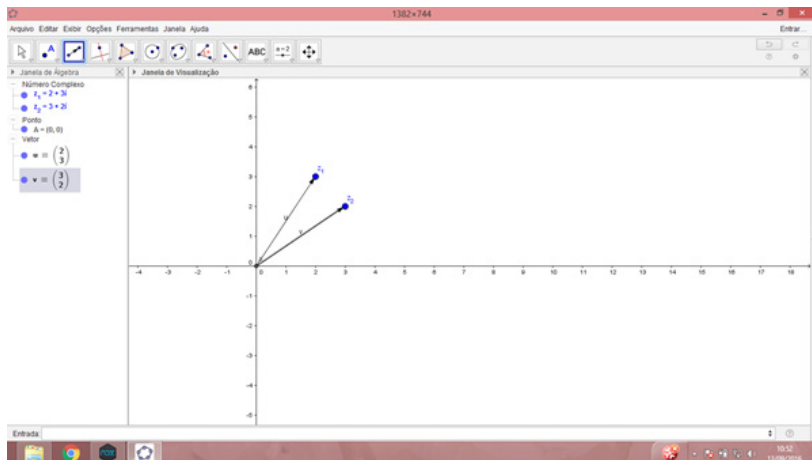 1382×744
Arquivo Editar Exibir Opções Ferramentas Janela Ajuda
Entrar...
ABC
a=2
Janela de Álgebra
Janela de Visualização
Número Complexo
z₁ = 2 + 3i
z₂ = 3 + 2i
Ponto
A = (0, 0)
Vetor
= (2
3)
v = (3
2)
z₁
z₂
u
v
6
5
4
3
2
1
0
-4 -3 -2 -1 0 1 2 3 4 5 6 7 8 9 10 11 12 13 14 15 16 17 18
-1
-2
-3
-4
-5
Entrada:
10:52